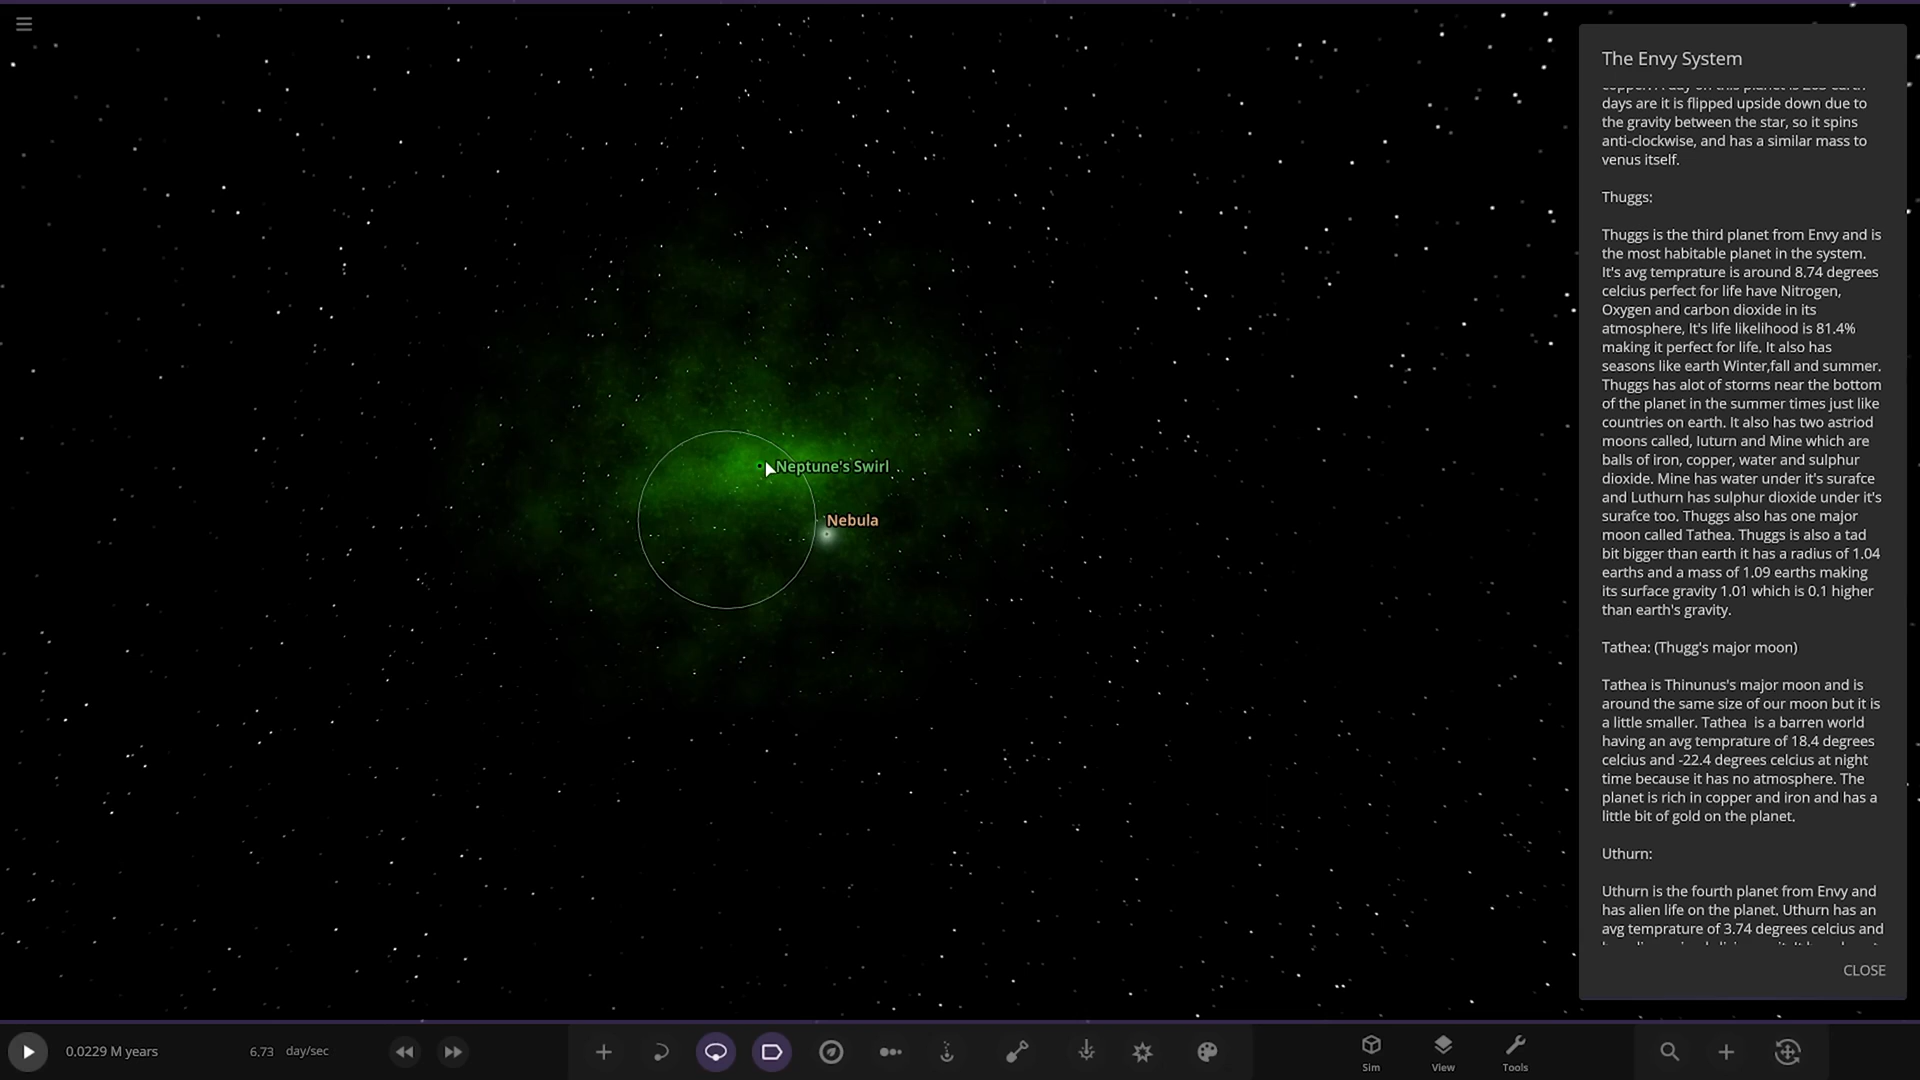 The Envy System
days are it is flipped upside down due to
the gravity between the star, so it spins
anti-clockwise, and has a similar mass to
venus itself.
Thuggs:
Thuggs is the third planet from Envy and is
the most habitable planet in the system.
It's avg temprature is around 8.74 degrees
celcius perfect for life have Nitrogen,
Oxygen and carbon dioxide in its
atmosphere, It's life likelihood is 81.4%
making it perfect for life. It also has
seasons like earth Winter,fall and summer.
Thuggs has alot of storms near the bottom
of the planet in the summer times just like
countries on earth. It also has two astriod
moons called, Iuturn and Mine which are
balls of iron, copper, water and sulphur
dioxide. Mine has water under it's surafce
and Luthurn has sulphur dioxide under it's
surafce too. Thuggs also has one major
moon called Tathea. Thuggs is also a tad
bit bigger than earth it has a radius of 1.04
earths and a mass of 1.09 earths making
its surface gravity 1.01 which is 0.1 higher
than earth's gravity.
Tathea: (Thugg's major moon)
Tathea is Thinunus's major moon and is
around the same size of our moon but it is
a little smaller. Tathea  is a barren world
having an avg temprature of 18.4 degrees
celcius and -22.4 degrees celcius at night
time because it has no atmosphere. The
planet is rich in copper and iron and has a
little bit of gold on the planet.
Uthurn:
Uthurn is the fourth planet from Envy and
has alien life on the planet. Uthurn has an
avg temprature of 3.74 degrees celcius and
CLOSE
Neptune's Swirl
Nebula
0.0229 M years
6.73 day/sec
Sim
View
Tools